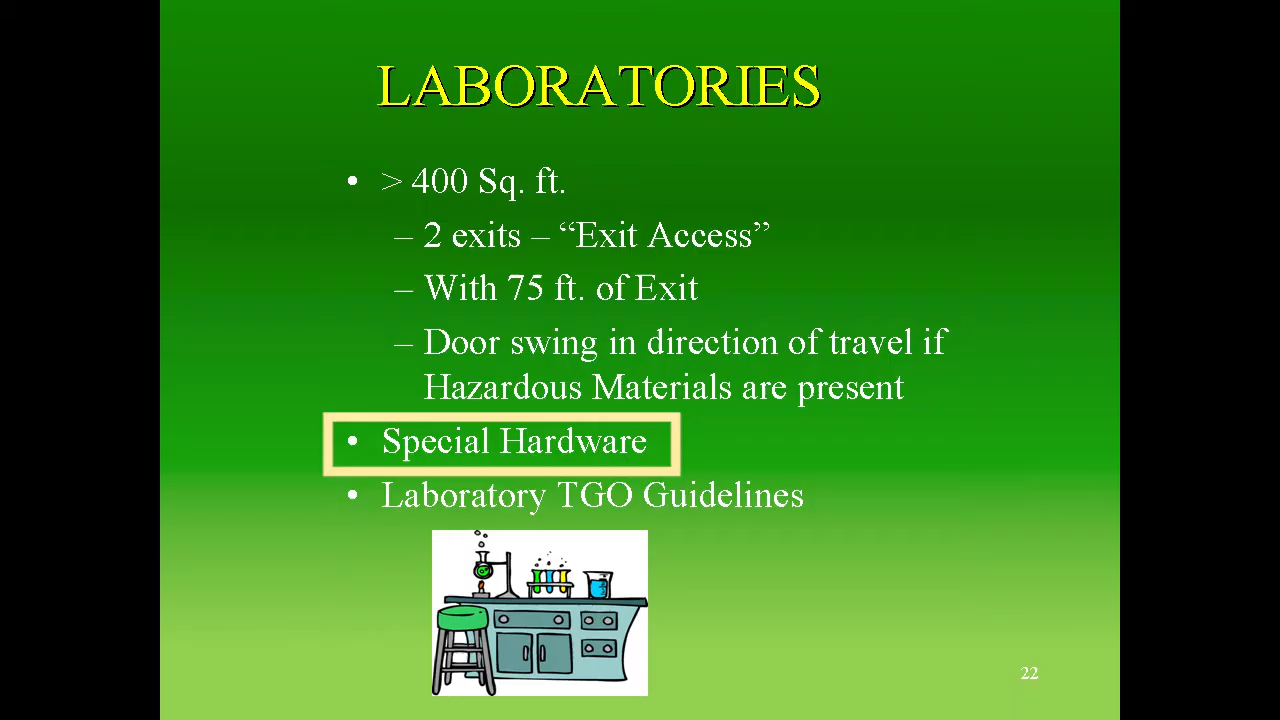 LABORATORIES
• > 400 Sq. ft.
– 2 exits – “Exit Access”
– With 75 ft. of Exit
– Door swing in direction of travel if
Hazardous Materials are present
• Special Hardware
• Laboratory TGO Guidelines
22